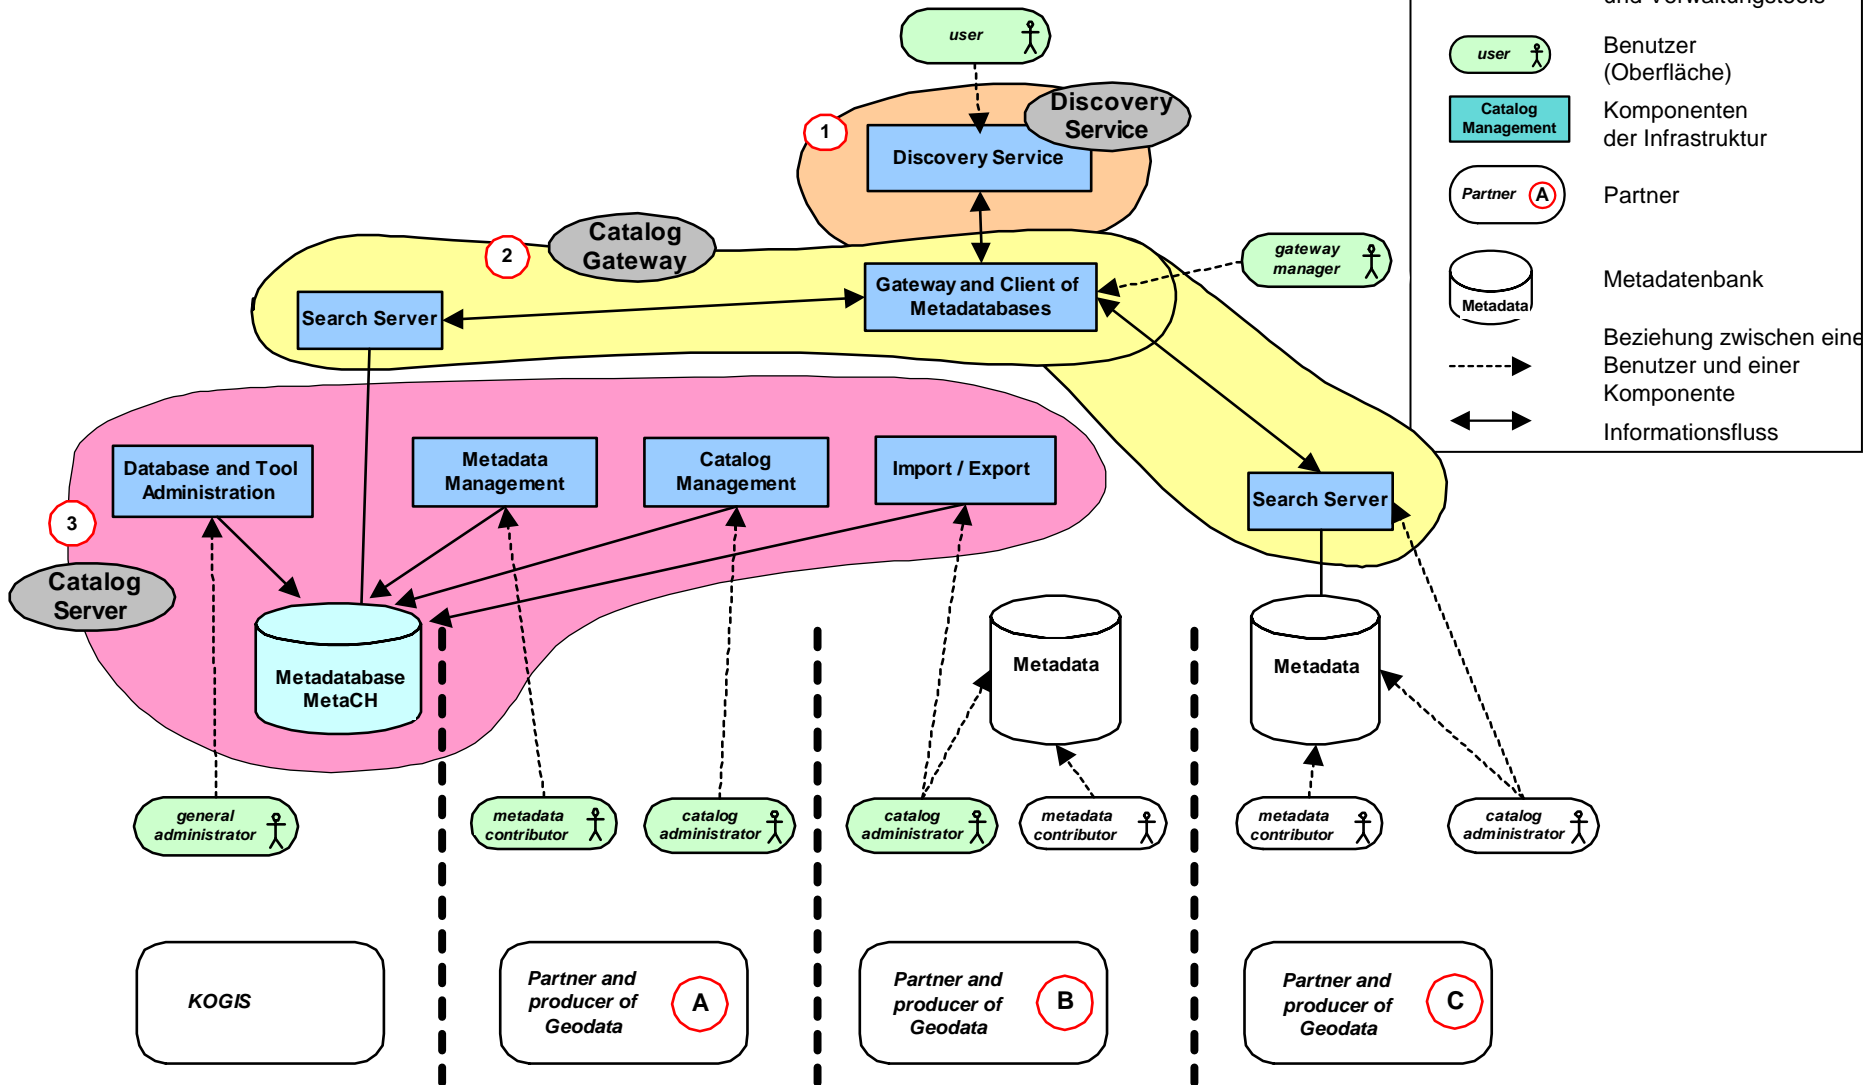 user
Discovery
Service
1
Discovery Service
Catalog
Gateway
2
gateway
manager
Gateway and Client of
Metadatabases
Search Server
Database and Tool
Administration
Metadata
Management
Catalog
Management
Import / Export
Search Server
3
Catalog
Server
Metadatabase
MetaCH
Metadata
Metadata
general
administrator
metadata
contributor
catalog
administrator
catalog
administrator
metadata
contributor
metadata
contributor
catalog
administrator
KOGIS
Partner and
producer of
Geodata
A
Partner and
producer of
Geodata
B
Partner and
producer of
Geodata
C
und Verwaltungstools
user
Benutzer
(Oberfläche)
Catalog
Management
Komponenten
der Infrastruktur
Partner A
Partner
Metadata
Metadatenbank
Beziehung zwischen eine
Benutzer und einer
Komponente
Informationsfluss